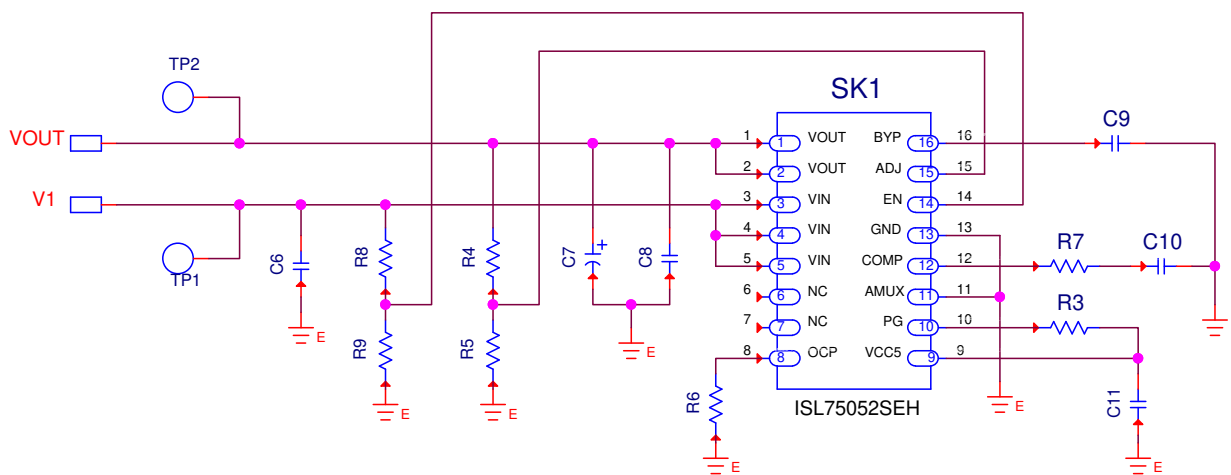 TP2
VOUT
V1
TP1
C6
E
R8
R9
E
R4
R5
E
C7
+
C8
E
SK1
1 1 VOUT
2 2 VOUT
3 3 VIN
4 4 VIN
5 5 VIN
6 6 NC
7 7 NC
8 8 OCP
BYP 16 16
ADJ 15 15
EN 14 14
GND 13 13
COMP 12 12
AMUX 11 11
PG 10 10
VCC5 9 9
ISL75052SEH
R6
E
E
C9
R7
C10
E
R3
C11
E